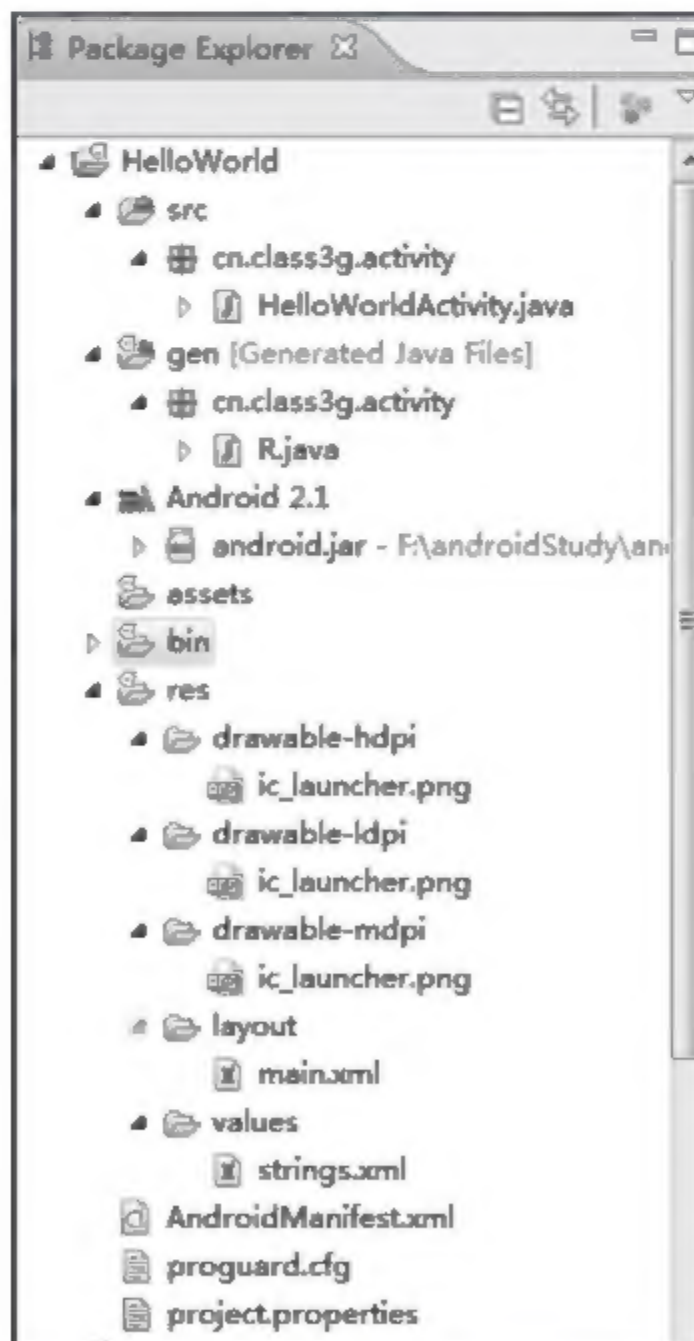 Package Explorer
HelloWorld
src
cn.class3g.activity
HelloWorldActivity.java
gen [Generated Java Files]
cn.class3g.activity
R.java
Android 2.1
android.jar - F:\androidStudy\and
assets
bin
res
drawable-hdpi
ic_launcher.png
drawable-ldpi
ic_launcher.png
drawable-mdpi
ic_launcher.png
layout
main.xml
values
strings.xml
AndroidManifest.xml
proguard.cfg
project.properties